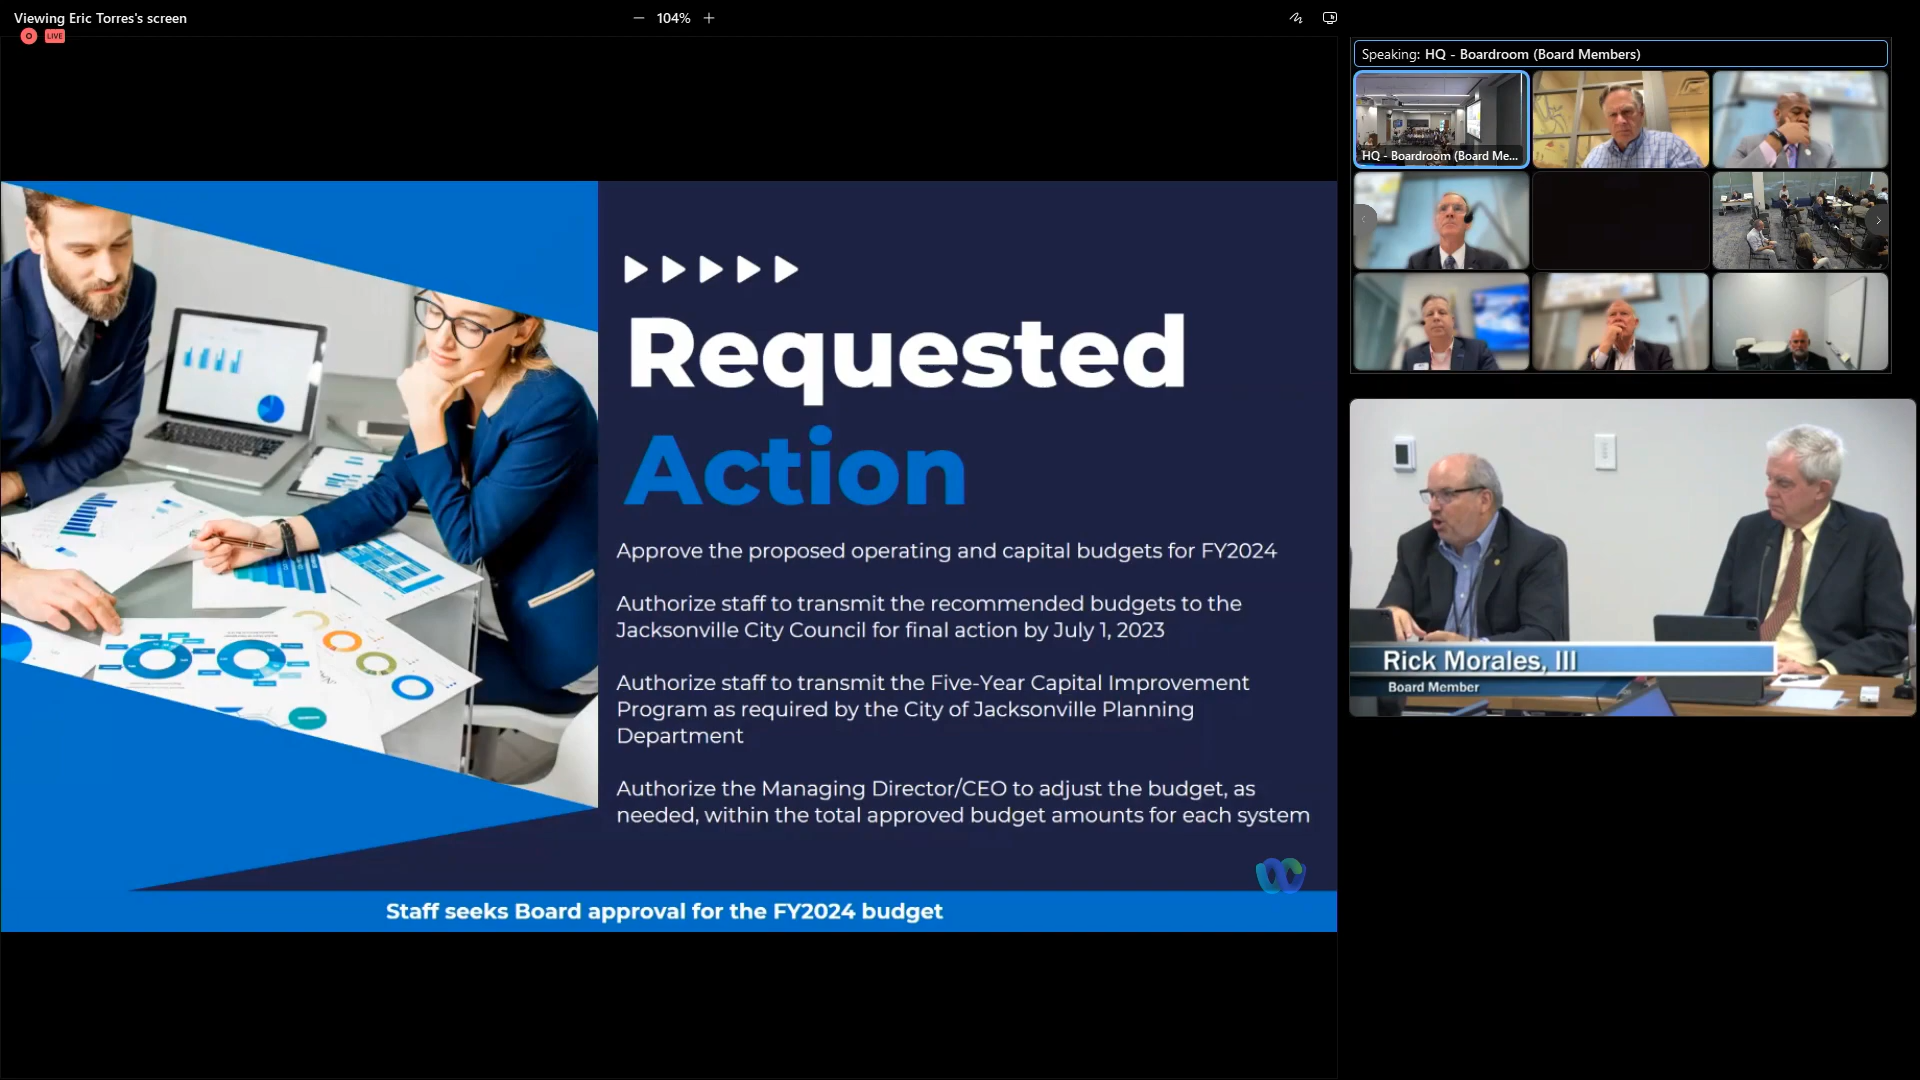 Viewing Eric Torres's screen
104%
LIVE
Speaking: HQ - Boardroom (Board Members)
HQ - Boardroom (Board Me...
Requested
Action
Approve the proposed operating and capital budgets for FY2024
Authorize staff to transmit the recommended budgets to the
Jacksonville City Council for final action by July 1, 2023
Authorize staff to transmit the Five-Year Capital Improvement
Program as required by the City of Jacksonville Planning
Department
Authorize the Managing Director/CEO to adjust the budget, as
needed, within the total approved budget amounts for each system
Staff seeks Board approval for the FY2024 budget
Rick Morales, III
Board Member